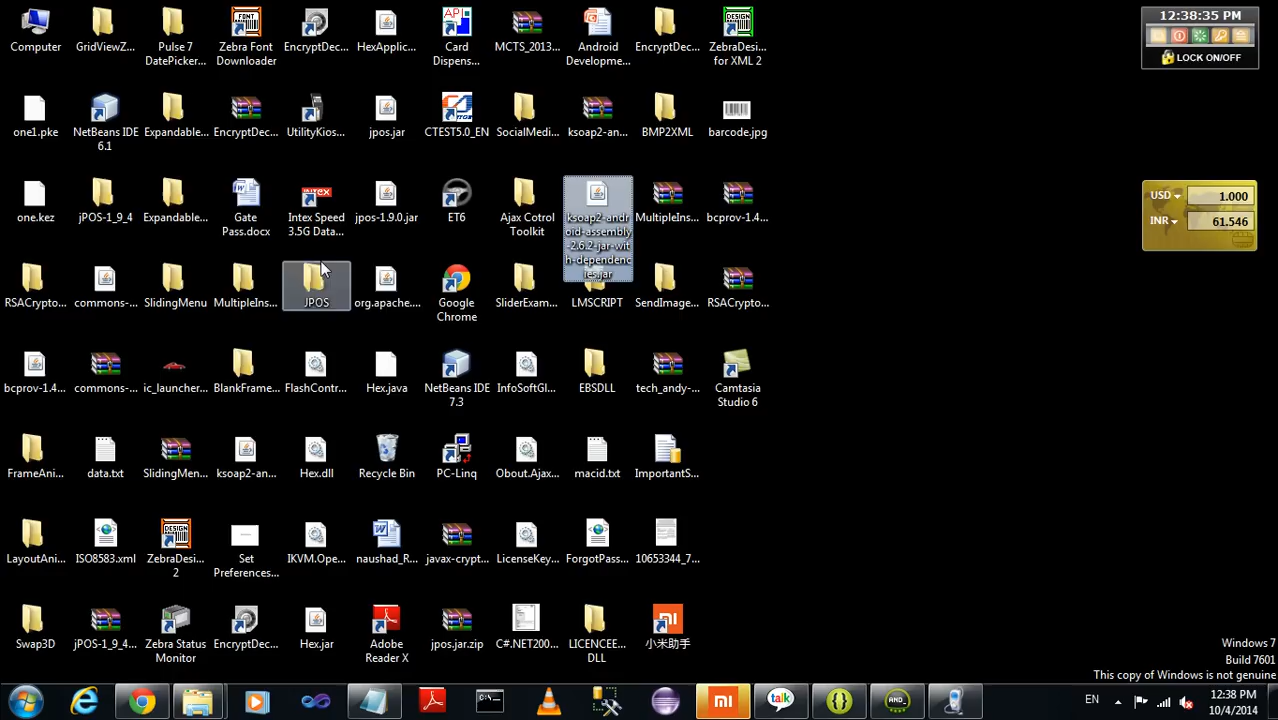 Computer
GridViewZ...
Pulse 7
DatePicker...
Zebra Font
Downloader
EncryptDec...
HexApplic...
Card
Dispens...
MCTS_2013...
Android
Developme...
EncryptDec...
ZebraDesi...
for XML 2
one1.pke
NetBeans IDE
6.1
Expandable...
EncryptDec...
UtilityKios...
jpos.jar
CTEST5.0_EN
SocialMedi...
ksoap2-an...
BMP2XML
barcode.jpg
one.kez
jPOS-1_9_4
Expandable...
Gate
Pass.docx
Intex Speed
3.5G Data...
jpos-1.9.0.jar
ET6
Ajax Cotrol
Toolkit
ksoap2-andr
oid-assembly
-2.6.2-jar-wit
h-dependenc
ies.jar
MultipleIns...
bcprov-1.4...
RSACrypto...
commons-...
SlidingMenu
MultipleIns...
JPOS
org.apache....
Google
Chrome
SliderExam...
LMSCRIPT
SendImage...
RSACrypto...
bcprov-1.4...
commons-...
ic_launcher...
BlankFrame...
FlashContr...
Hex.java
NetBeans IDE
7.3
InfoSoftGl...
EBSDLL
tech_andy-...
Camtasia
Studio 6
FrameAni...
data.txt
SlidingMen...
ksoap2-an...
Hex.dll
Recycle Bin
PC-Linq
Obout.Ajax...
macid.txt
ImportantS...
LayoutAni...
ISO8583.xml
ZebraDesi...
2
Set
Preferences...
IKVM.Ope...
naushad_R...
javax-crypt...
LicenseKey...
ForgotPass...
10653344_7...
Swap3D
jPOS-1_9_4...
Zebra Status
Monitor
EncryptDec...
Hex.jar
Adobe
Reader X
jpos.jar.zip
C#.NET200...
LICENCEE...
DLL
小米助手
12:38:35 PM
LOCK ON/OFF
USD
1.000
INR
61.546
Windows 7
Build 7601
This copy of Windows is not genuine
talk
EN
12:38 PM
10/4/2014